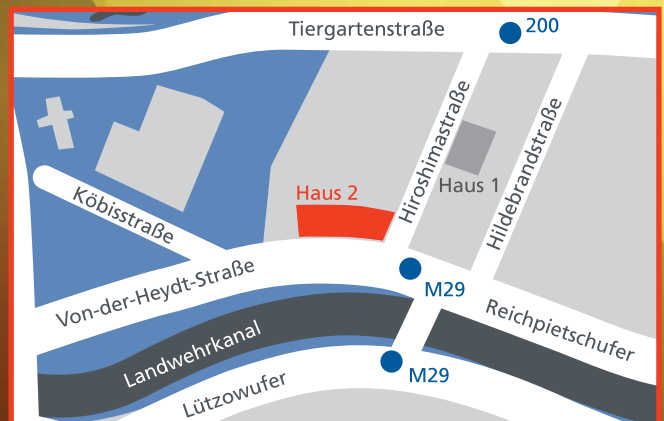 Tiergartenstraße
200
Hiroshimastraße
Hildebrandstraße
Haus 1
Haus 2
Köbisstraße
Von-der-Heydt-Straße
M29
Reichpietschufer
Landwehrkanal
M29
Lützowufer